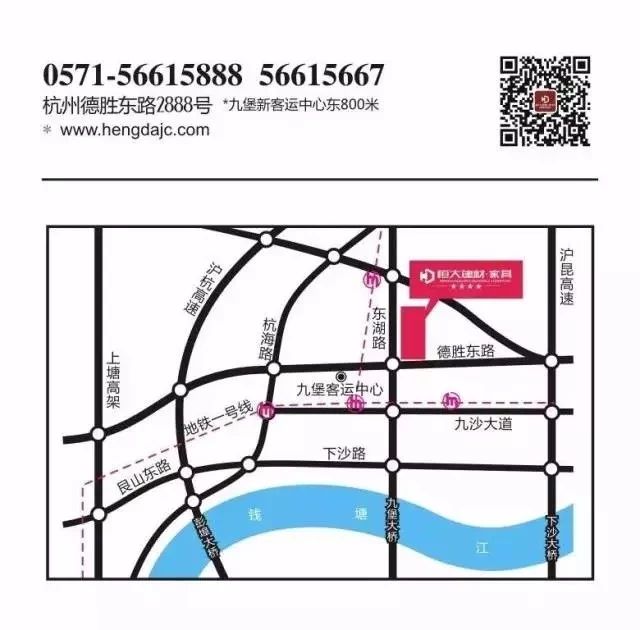 0571-56615888 56615667
杭州德胜东路2888号 *九堡新客运中心东800米
* www.hengdajc.com
沪杭高速
杭海路
东湖路
恒大建材·家具
★★★★
沪昆高速
上塘高架
德胜东路
九堡客运中心
地铁一号线
九沙大道
艮山东路
下沙路
钱塘江
彭埠大桥
九堡大桥
下沙大桥